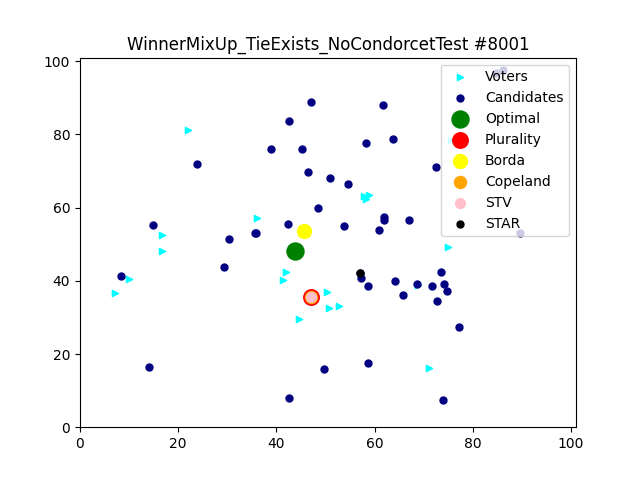 WinnerMixUp_TieExists_NoCondorcetTest #8001
100
80
60
40
20
0
0 20 40 60 80 100
Voters
Candidates
Optimal
Plurality
Borda
Copeland
STV
STAR